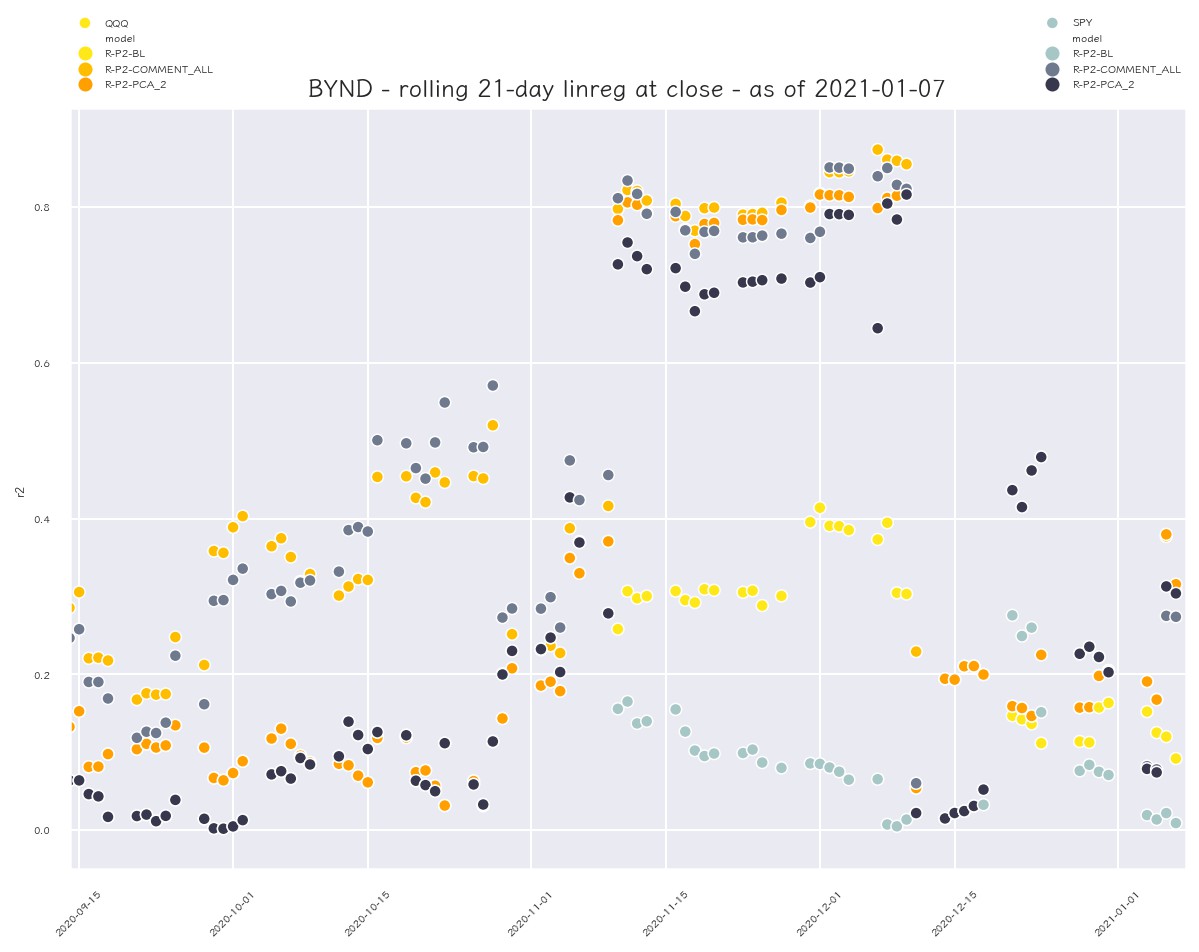 QQQ
model
R-P2-BL
R-P2-COMMENT_ALL
R-P2-PCA_2
SPY
model
R-P2-BL
R-P2-COMMENT_ALL
R-P2-PCA_2
BYND - rolling 21-day linreg at close - as of 2021-01-07
r2
0.8
0.6
0.4
0.2
0.0
2020-09-15
2020-10-01
2020-10-15
2020-11-01
2020-11-15
2020-12-01
2020-12-15
2021-01-01